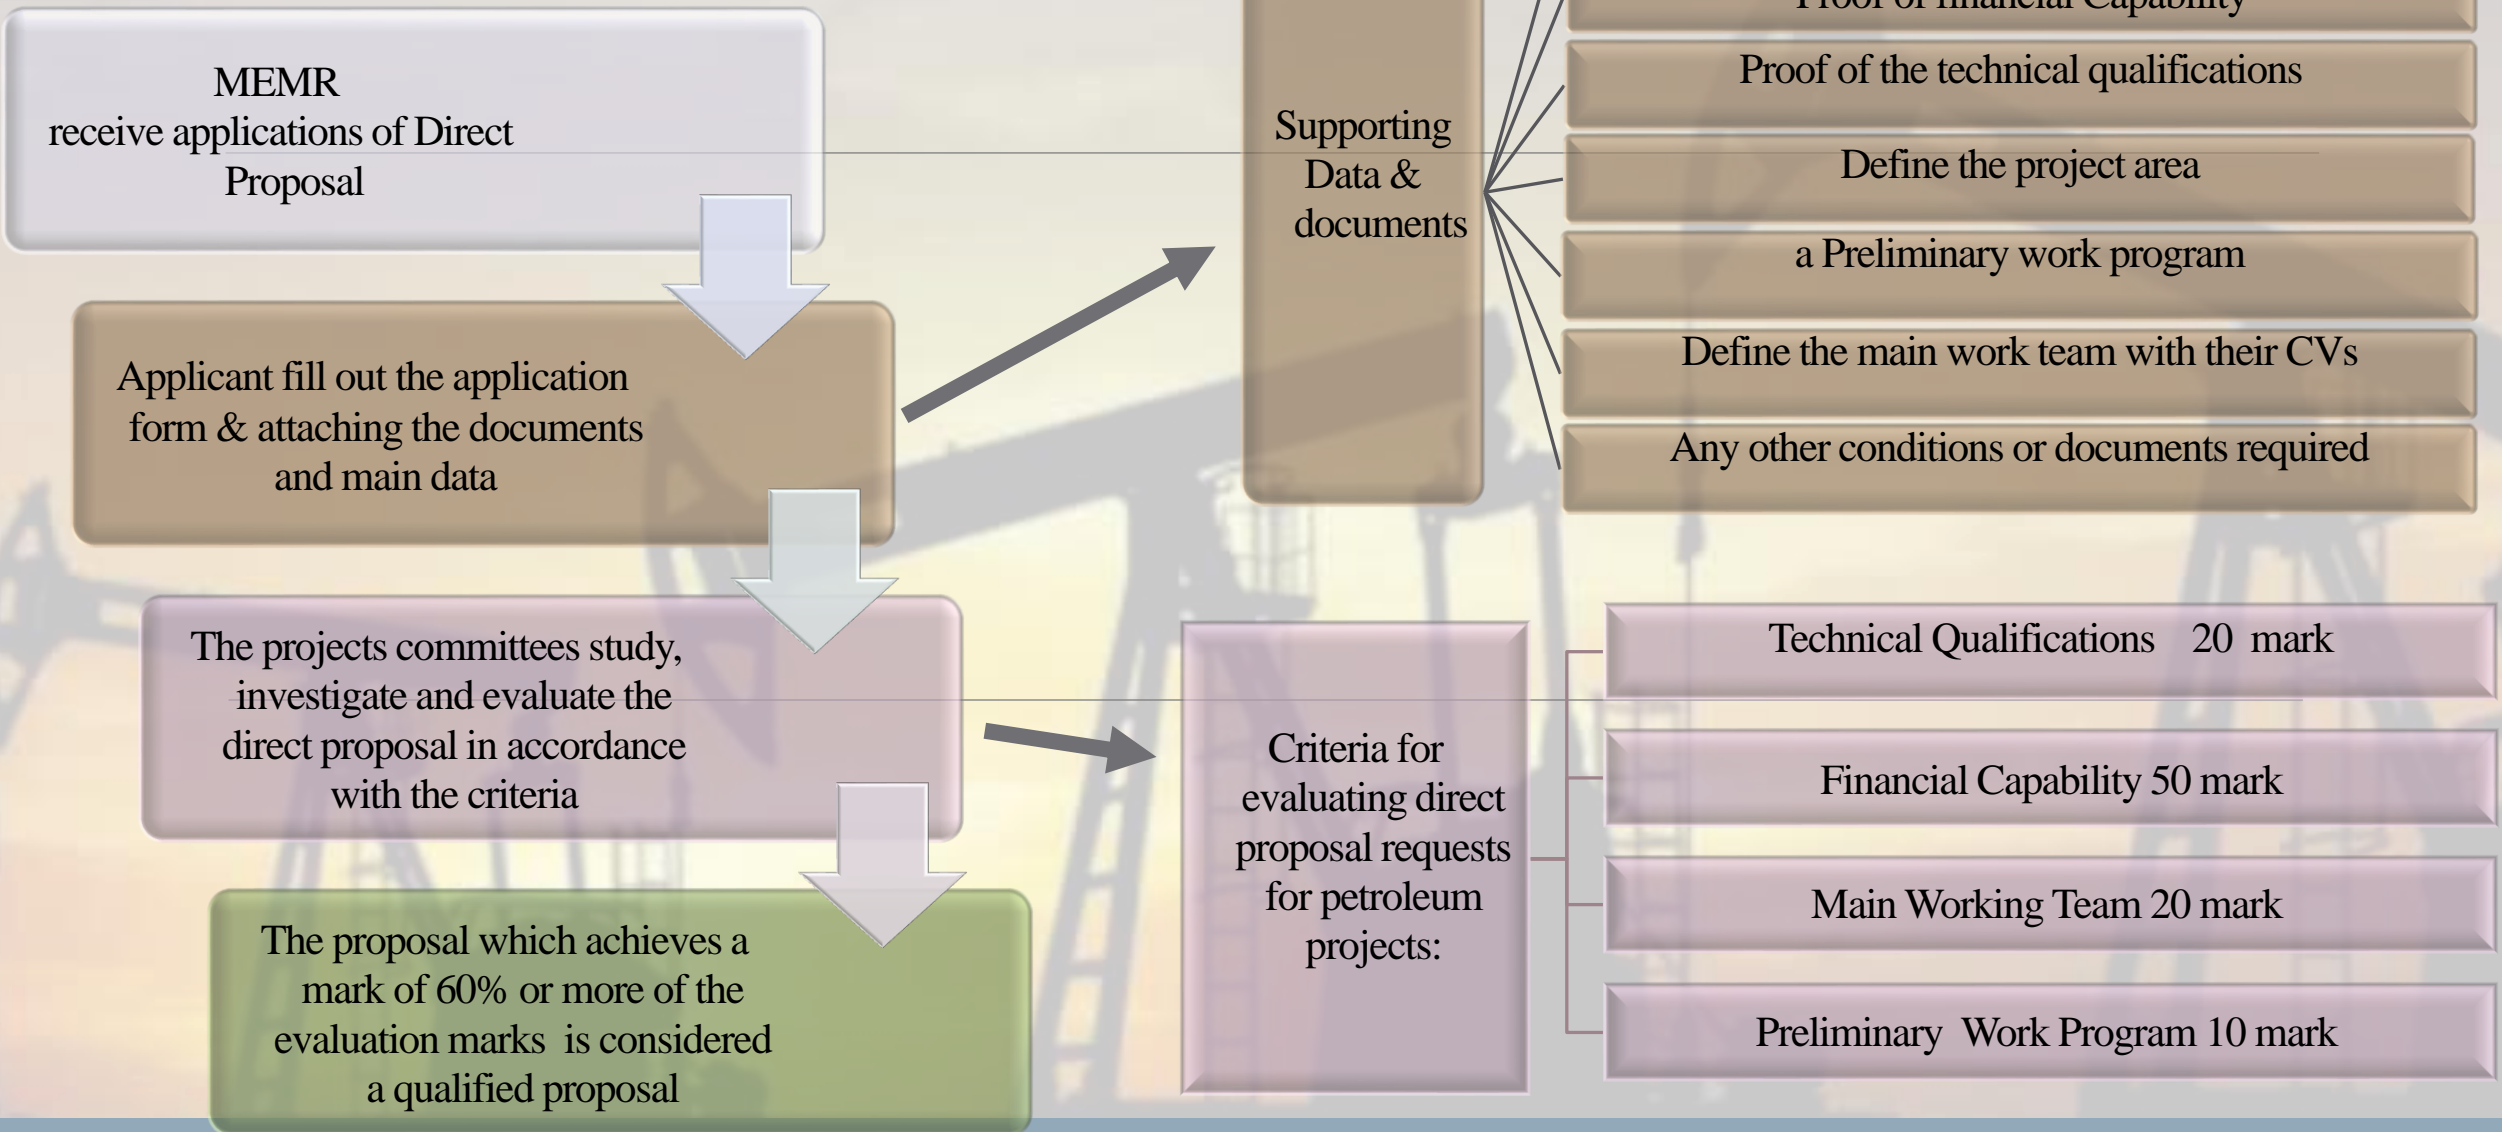 MEMR
receive applications of Direct
Proposal
Applicant fill out the application
form & attaching the documents
and main data
The projects committees study,
investigate and evaluate the
direct proposal in accordance
with the criteria
The proposal which achieves a
mark of 60% or more of the
evaluation marks is considered
a qualified proposal
Supporting
Data &
documents
Proof of financial Capability
Proof of the technical qualifications
Define the project area
a Preliminary work program
Define the main work team with their CVs
Any other conditions or documents required
Criteria for
evaluating direct
proposal requests
for petroleum
projects:
Technical Qualifications 20 mark
Financial Capability 50 mark
Main Working Team 20 mark
Preliminary Work Program 10 mark